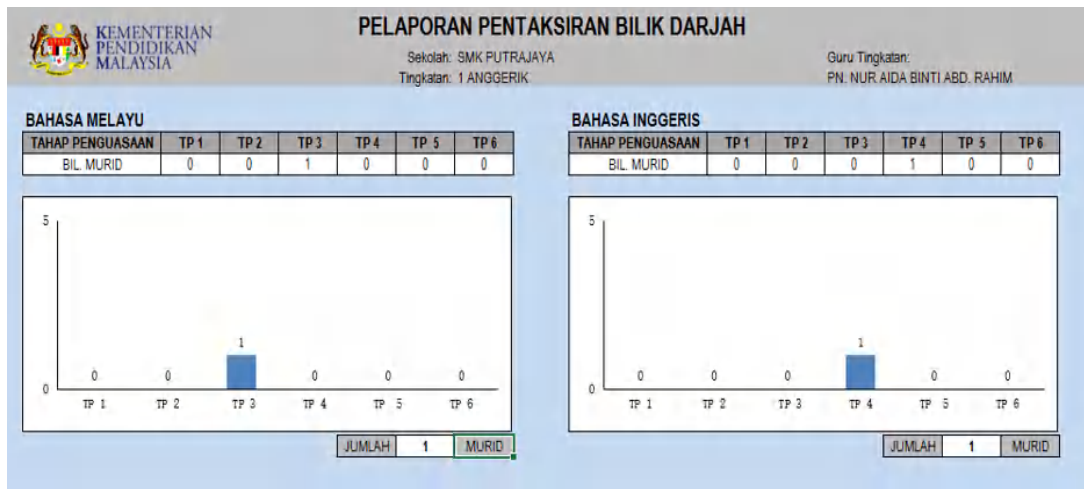 KEMENTERIAN
PENDIDIKAN
MALAYSIA
PELAPORAN PENTAKSIRAN BILIK DARJAH
Sekolah: SMK PUTRAJAYA
Tingkatan: 1 ANGGERIK
Guru Tingkatan:
PN. NUR AIDA BINTI ABD. RAHIM
BAHASA MELAYU
TAHAP PENGUASAAN TP 1 TP 2 TP 3 TP 4 TP 5 TP 6
BIL. MURID 0 0 1 0 0 0
5
1
0 0 0 0 0
0
TP 1 TP 2 TP 3 TP 4 TP 5 TP 6
JUMLAH 1 MURID
BAHASA INGGERIS
TAHAP PENGUASAAN TP 1 TP 2 TP 3 TP 4 TP 5 TP 6
BIL. MURID 0 0 0 1 0 0
5
1
0 0 0 0 0
0
TP 1 TP 2 TP 3 TP 4 TP 5 TP 6
JUMLAH 1 MURID